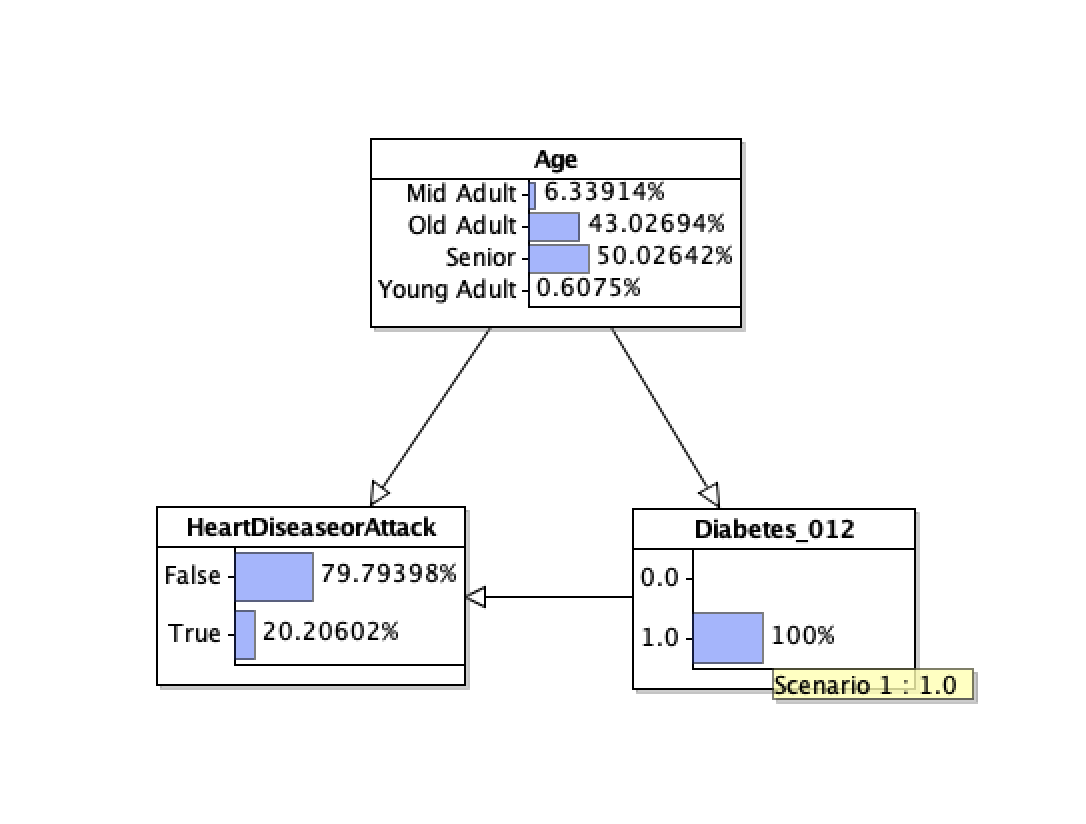 Age
Mid Adult 6.33914%
Old Adult 43.02694%
Senior 50.02642%
Young Adult 0.6075%
HeartDiseaseorAttack
False 79.79398%
True 20.20602%
Diabetes_012
0.0
1.0 100%
Scenario 1 : 1.0